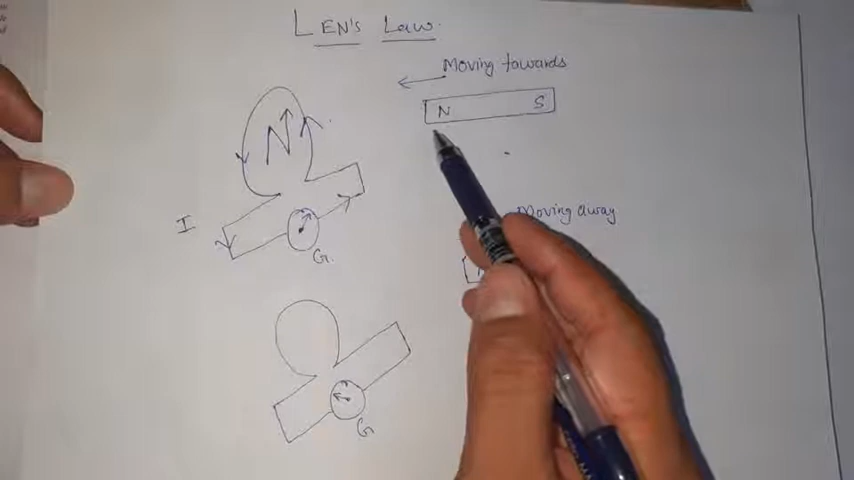 LEN's Law.
Moving towards
N S
N
I
G.
Moving away
G